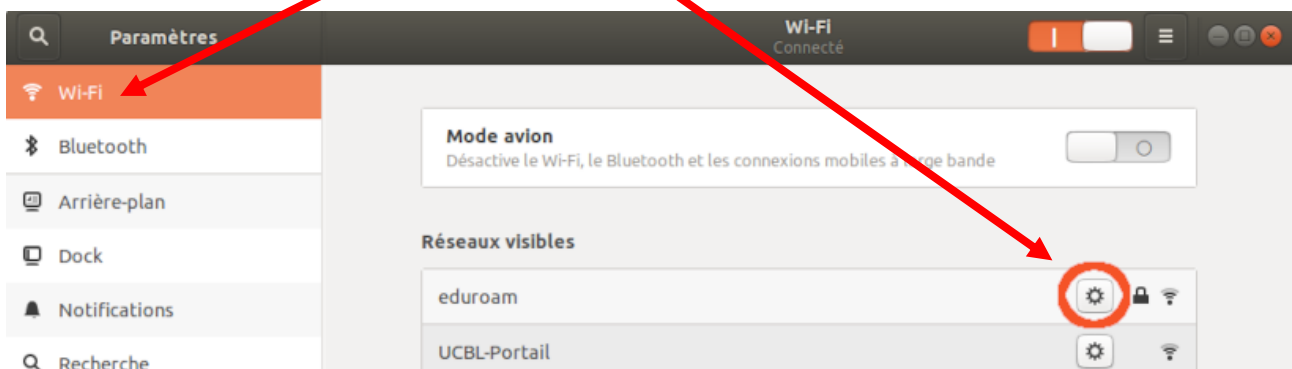 Paramètres
Wi-Fi
Connecté
Wi-Fi
Bluetooth
Arrière-plan
Dock
Notifications
Recherche
Mode avion
Désactive le Wi-Fi, le Bluetooth et les connexions mobiles à large bande
Réseaux visibles
eduroam
UCBL-Portail